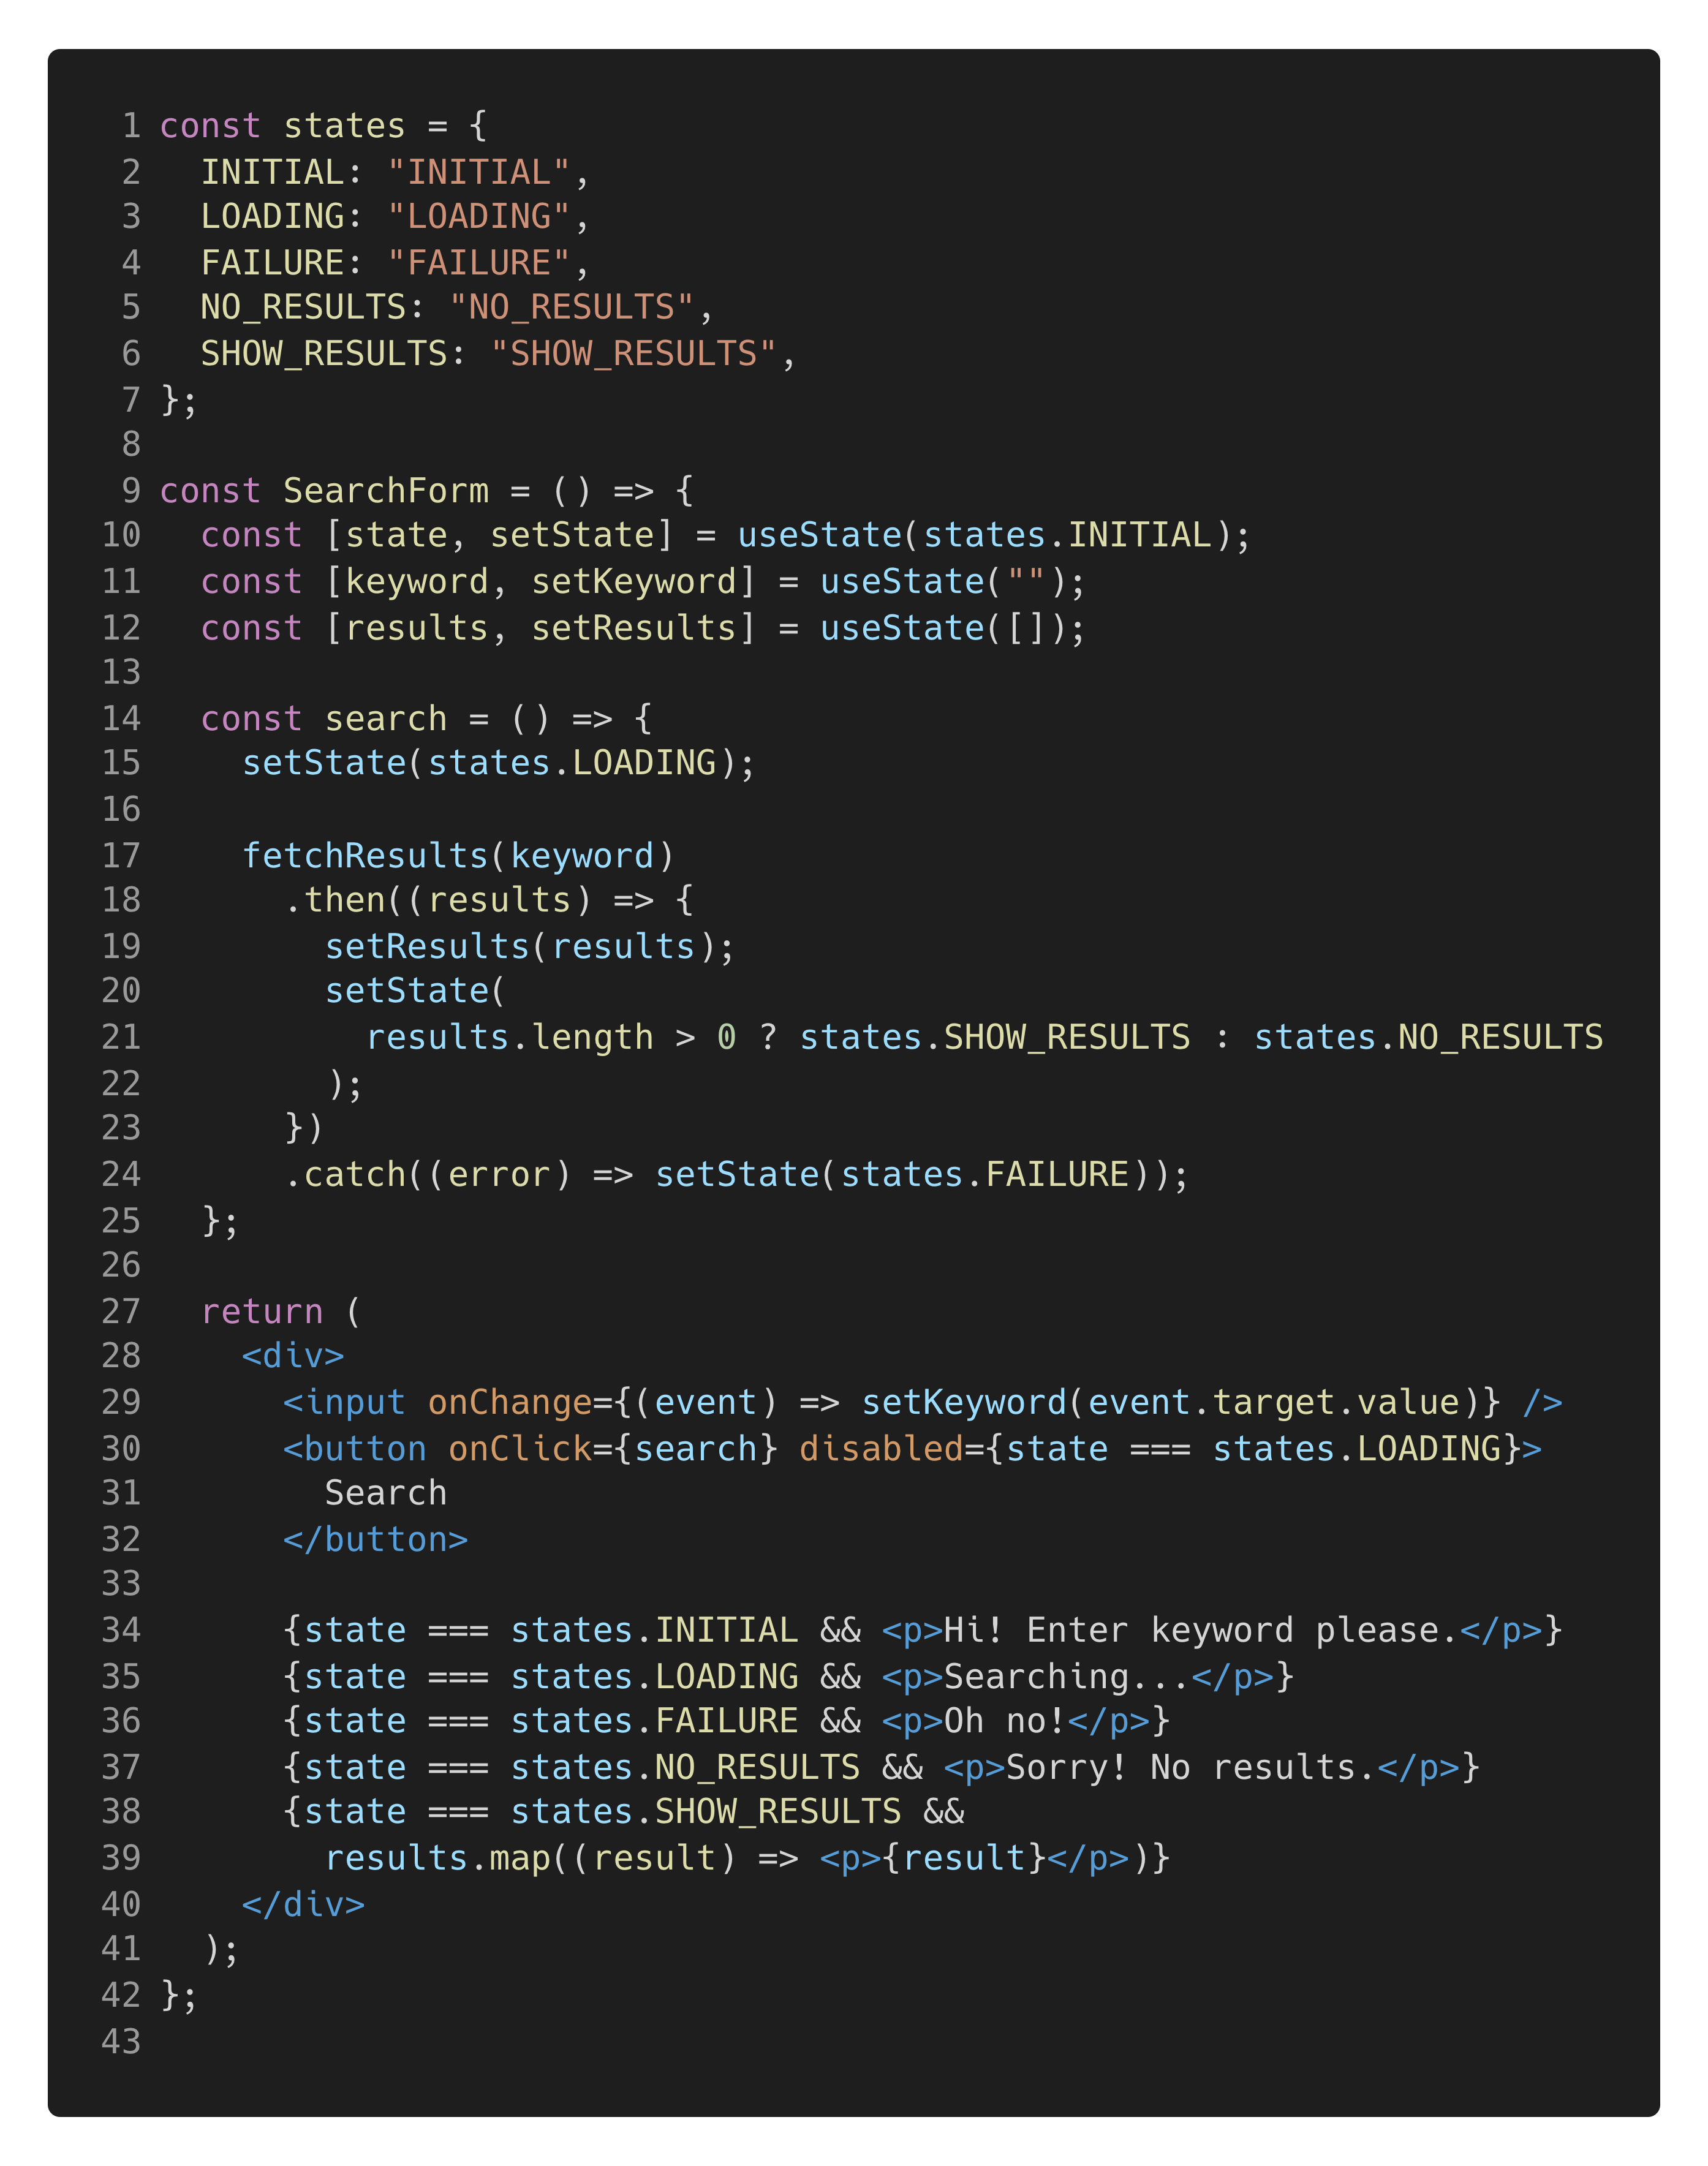 1 const states = {
2   INITIAL: "INITIAL",
3   LOADING: "LOADING",
4   FAILURE: "FAILURE",
5   NO_RESULTS: "NO_RESULTS",
6   SHOW_RESULTS: "SHOW_RESULTS",
7 };
8
9 const SearchForm = () => {
10   const [state, setState] = useState(states.INITIAL);
11   const [keyword, setKeyword] = useState("");
12   const [results, setResults] = useState([]);
13
14   const search = () => {
15     setState(states.LOADING);
16
17     fetchResults(keyword)
18       .then((results) => {
19         setResults(results);
20         setState(
21           results.length > 0 ? states.SHOW_RESULTS : states.NO_RESULTS
22         );
23       })
24       .catch((error) => setState(states.FAILURE));
25   };
26
27   return (
28     <div>
29       <input onChange={(event) => setKeyword(event.target.value)} />
30       <button onClick={search} disabled={state === states.LOADING}>
31         Search
32       </button>
33
34       {state === states.INITIAL && <p>Hi! Enter keyword please.</p>}
35       {state === states.LOADING && <p>Searching...</p>}
36       {state === states.FAILURE && <p>Oh no!</p>}
37       {state === states.NO_RESULTS && <p>Sorry! No results.</p>}
38       {state === states.SHOW_RESULTS &&
39         results.map((result) => <p>{result}</p>)}
40     </div>
41   );
42 };
43